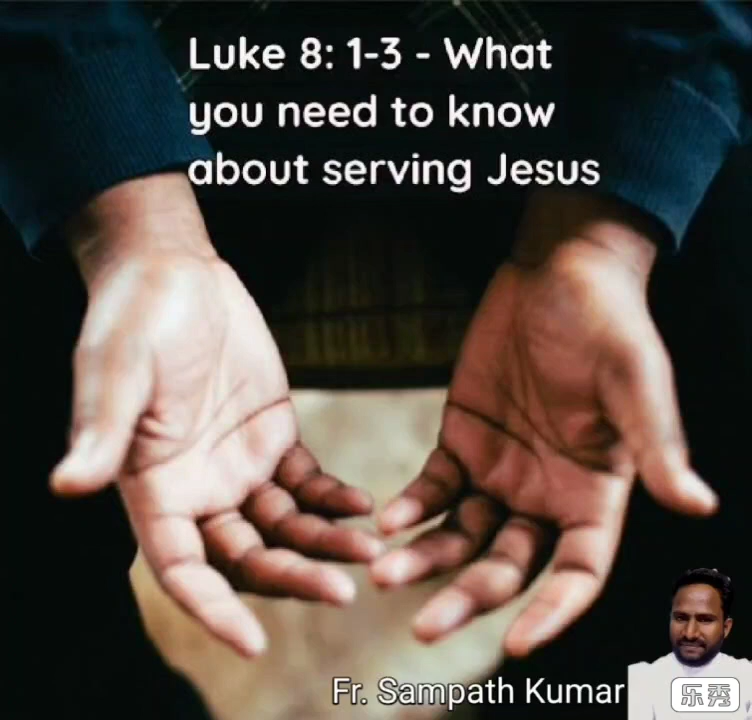 Luke 8: 1-3 - What
you need to know
about serving Jesus
Fr. Sampath Kumar
乐秀